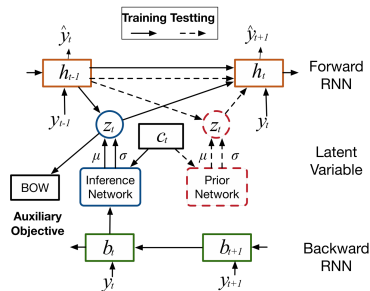 ŷt ŷt+1
Training Testting
ht-1 ht Forward RNN
yt-1 yt
zt ct zt Latent Variable
μ σ μ σ
BOW Inference Network Prior Network
Auxiliary Objective
bt bt+1 Backward RNN
yt yt+1